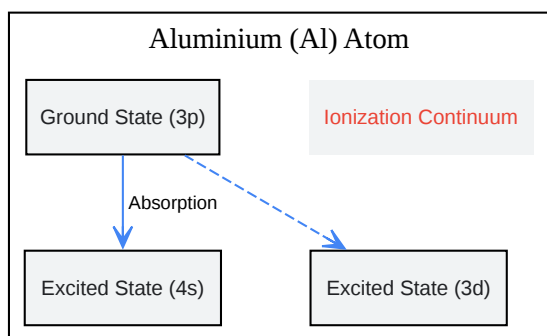 Aluminium (Al) Atom
Ground State (3p)
Ionization Continuum
Absorption
Excited State (4s)
Excited State (3d)